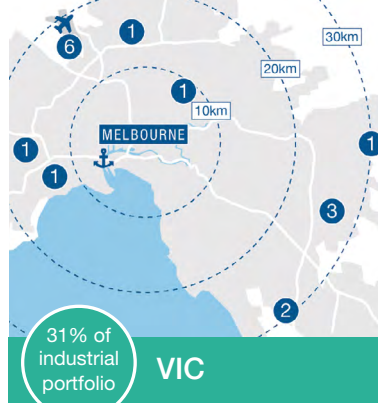 1
30km
6
20km
1
10km
MELBOURNE
1
1
1
3
2
31% of
industrial
portfolio
VIC